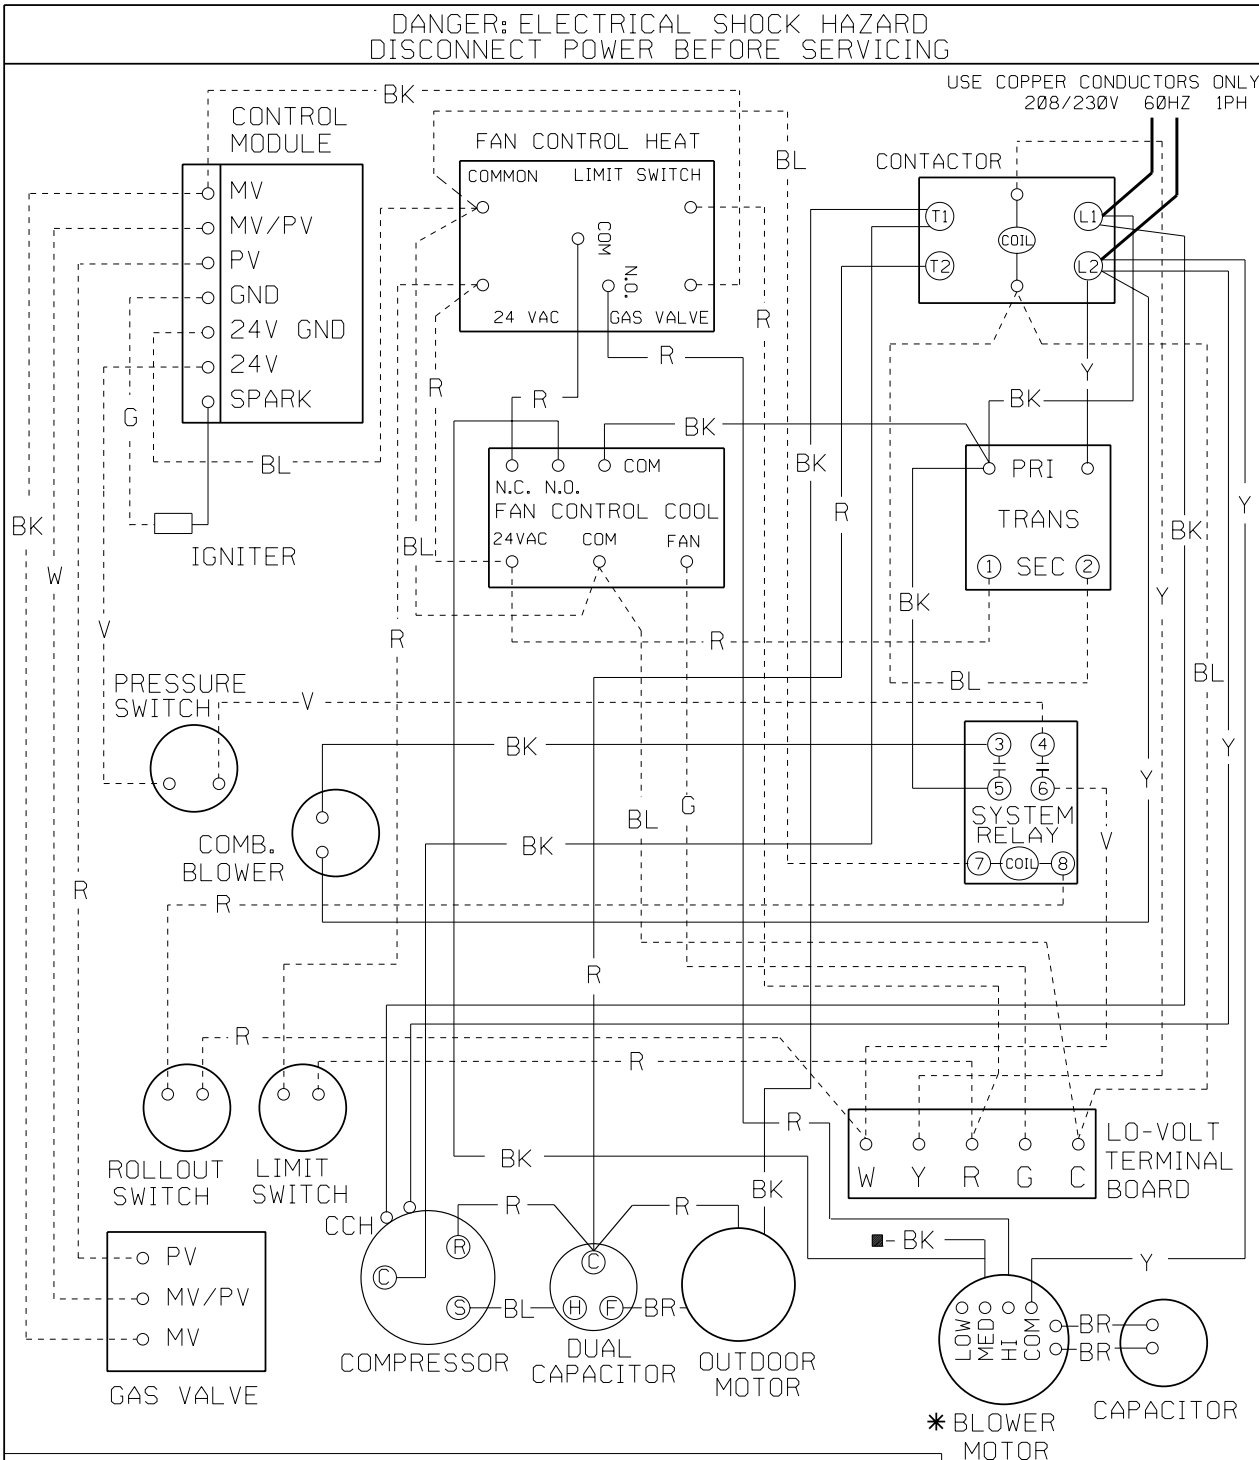 DANGER: ELECTRICAL SHOCK HAZARD
DISCONNECT POWER BEFORE SERVICING
USE COPPER CONDUCTORS ONLY
208/230V 60HZ 1PH
BK
CONTROL
MODULE
MV
MV/PV
PV
GND
24V GND
24V
SPARK
FAN CONTROL HEAT
COMMON LIMIT SWITCH
COM
N.O.
24 VAC GAS VALVE
BL
CONTACTOR
T1
T2
COIL
L1
L2
R
R
R
R
Y
BK
G
BL
BK
COM
N.C. N.O.
FAN CONTROL COOL
24VAC COM FAN
BK
R
PRI
TRANS
1 SEC 2
Y
BK
BK
IGNITER
BL
W
BK
Y
V
R
R
BL
BL
PRESSURE
SWITCH
V
BK
3 4
5 6
SYSTEM
RELAY
7 COIL 8
Y
Y
G
BL
V
COMB.
BLOWER
BK
R
R
R
R
R
ROLLOUT
SWITCH
LIMIT
SWITCH
BK
R
W Y R G C
LO-VOLT
TERMINAL
BOARD
CCH
R
R
BK
- BK
Y
PV
MV/PV
MV
GAS VALVE
R
C
S
BL
COMPRESSOR
C
H F
BR
DUAL
CAPACITOR
OUTDOOR
MOTOR
LOW
MED
HI
COM
BR
BR
* BLOWER
MOTOR
CAPACITOR